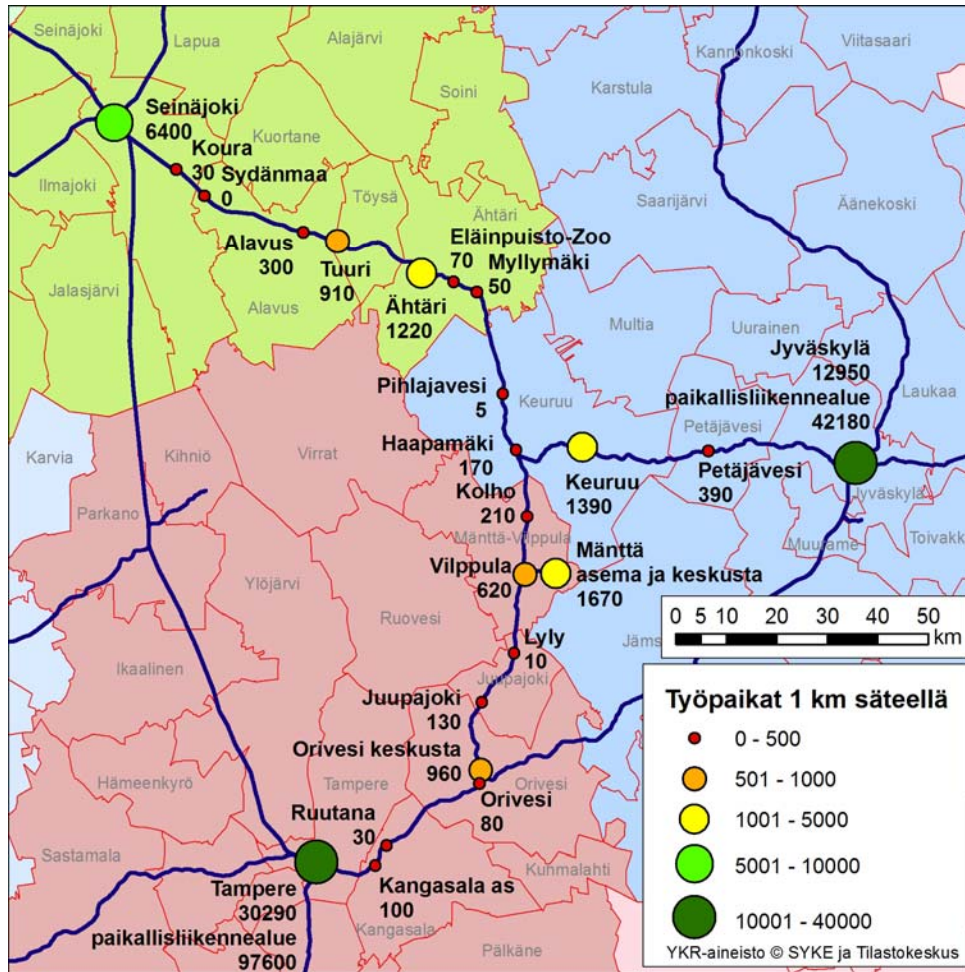 Seinäjoki
Lapua
Alajärvi
Kannonkoski
Viitasaari
Soini
Karstula
Seinäjoki
6400
Kuortane
Koura
30
Sydänmaa
0
Ilmajoki
Töysä
Ähtäri
Saarijärvi
Äänekoski
Alavus
300
Tuuri
910
Eläinpuisto-Zoo
70
Myllymäki
50
Jalasjärvi
Alavus
Ähtäri
1220
Multia
Uurainen
Jyväskylä
12950
paikallisliikennealue
42180
Laukaa
Pihlajavesi
5
Keuruu
Petäjävesi
Karvia
Kihniö
Virrat
Haapamäki
170
Keuruu
1390
Petäjävesi
390
Jyväskylä
Kolho
210
Parkano
Mänttä-Vilppula
Muurame
Toivakk
Vilppula
620
Mänttä
asema ja keskusta
1670
Ylöjärvi
Ruovesi
0 5 10 20 30 40 50
km
Jäms
Lyly
10
Ikaalinen
Juupajoki
Juupajoki
130
Työpaikat 1 km säteellä
0 - 500
501 - 1000
1001 - 5000
5001 - 10000
10001 - 40000
YKR-aineisto © SYKE ja Tilastokeskus
Orivesi keskusta
960
Hämeenkyrö
Tampere
Orivesi
Orivesi
80
Ruutana
30
Sastamala
Kuhmalahti
Kangasala as
100
Tampere
30290
paikallisliikennealue
97600
Kangasala
Pälkäne